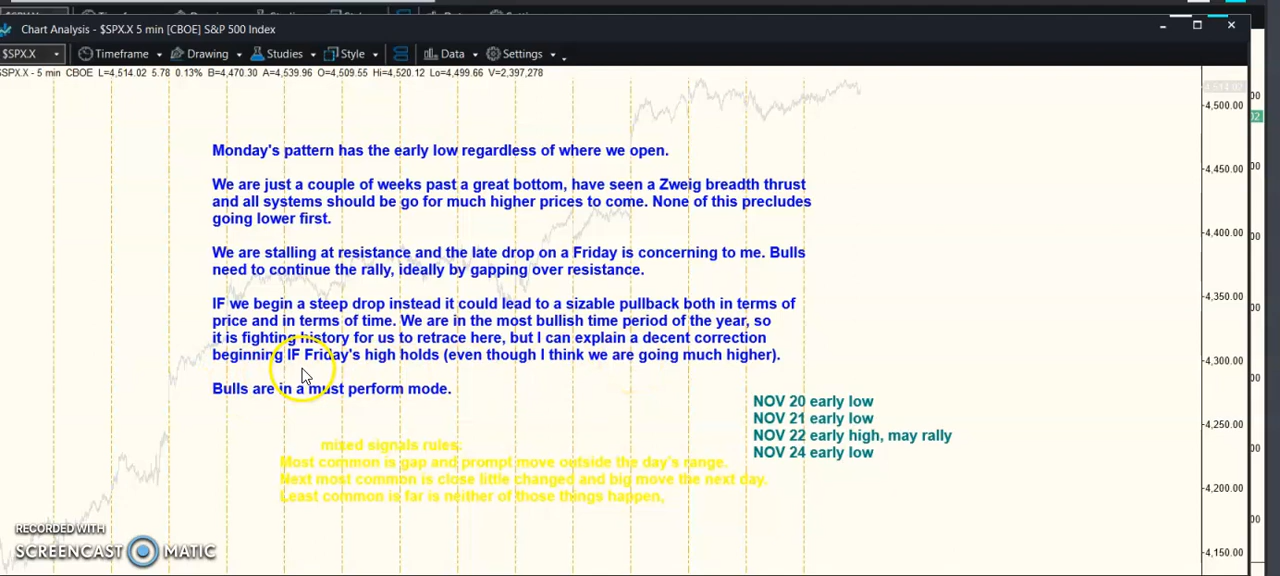 Chart Analysis - $SPX.X 5 min [CBOE] S&P 500 Index
$SPX.X Timeframe Drawing Studies Style Data Settings
$SPX.X - 5 min CBOE L=4,514.02 5.78 0.13% B=4,470.30 A=4,539.96 O=4,509.55 Hi=4,520.12 Lo=4,499.66 V=2,397,278
4,514.02
4,500.00
Monday's pattern has the early low regardless of where we open.
4,450.00
We are just a couple of weeks past a great bottom, have seen a Zweig breadth thrust
and all systems should be go for much higher prices to come. None of this precludes
going lower first.
4,400.00
We are stalling at resistance and the late drop on a Friday is concerning to me. Bulls
need to continue the rally, ideally by gapping over resistance.
4,350.00
IF we begin a steep drop instead it could lead to a sizable pullback both in terms of
price and in terms of time. We are in the most bullish time period of the year, so
it is fighting history for us to retrace here, but I can explain a decent correction
beginning IF Friday's high holds (even though I think we are going much higher).
4,300.00
Bulls are in a must perform mode.
NOV 20 early low
NOV 21 early low
NOV 22 early high, may rally
NOV 24 early low
4,250.00
mixed signals rules:
Most common is gap and prompt move outside the day's range.
Next most common is close little changed and big move the next day.
Least common is far is neither of those things happen,
4,200.00
4,150.00
RECORDED WITH
SCREENCAST MATIC